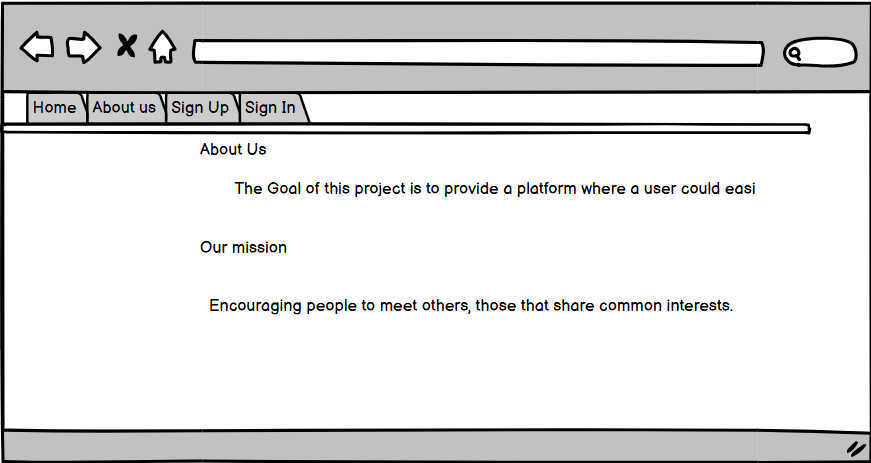 Home About us Sign Up Sign In
About Us
The Goal of this project is to provide a platform where a user could easi
Our mission
Encouraging people to meet others, those that share common interests.